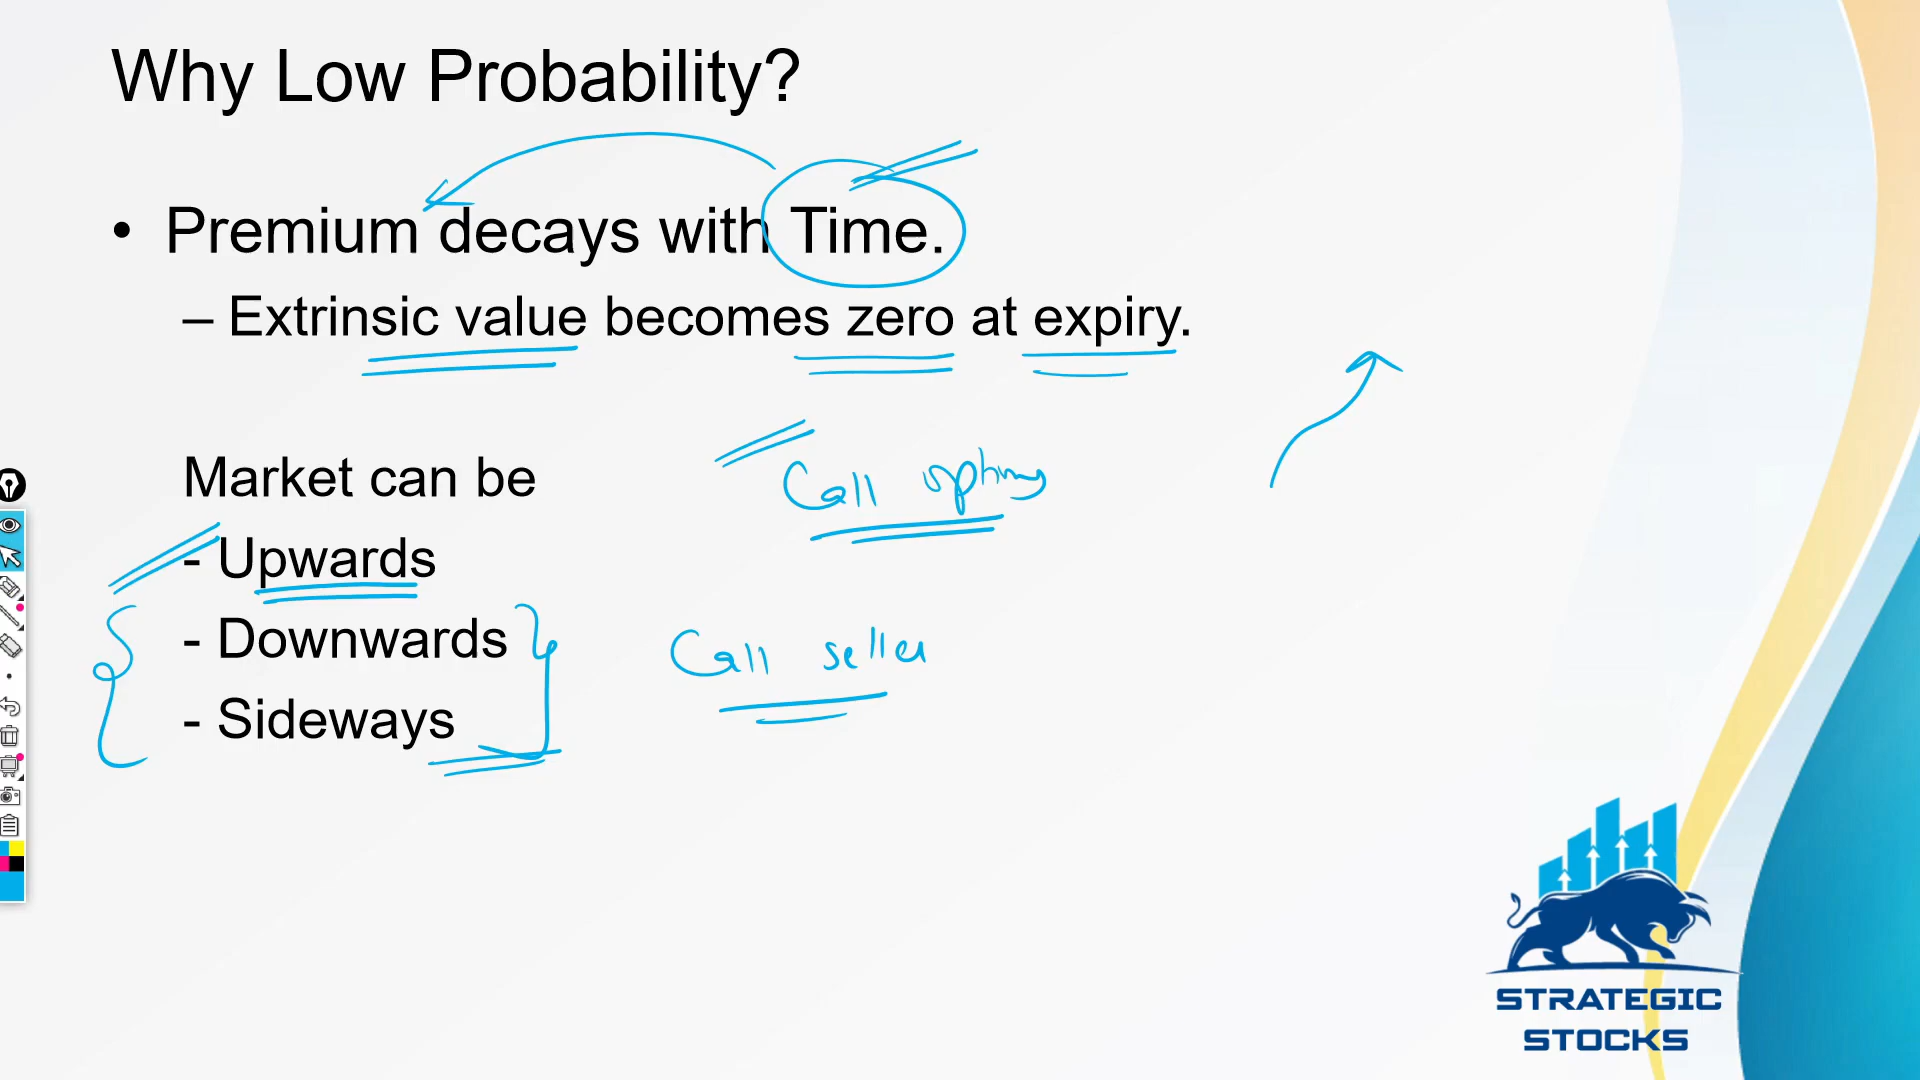 Why Low Probability?
• Premium decays with Time.
– Extrinsic value becomes zero at expiry.
Market can be
Call
- Upwards
- Downwards
Call seller
- Sideways
STRATEGIC
STOCKS